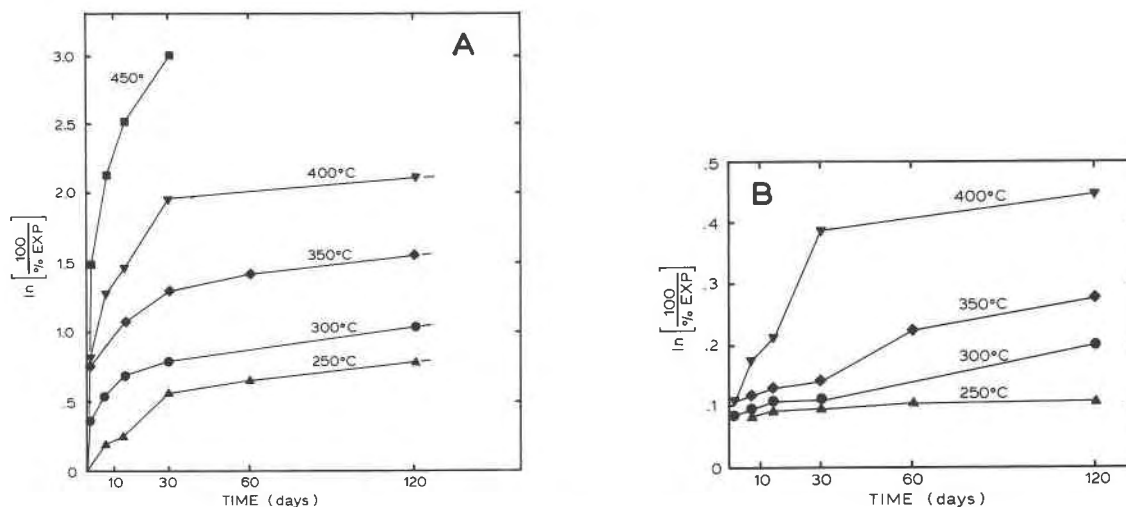 A
3.0
2.5
2.0
1.5
1.0
.5
0
ln [100 / % EXP]
450°
400°C
350°C
300°C
250°C
10 30 60 120
TIME (days)
B
.5
.4
.3
.2
.1
0
ln [100 / % EXP]
400°C
350°C
300°C
250°C
10 30 60 120
TIME (days)